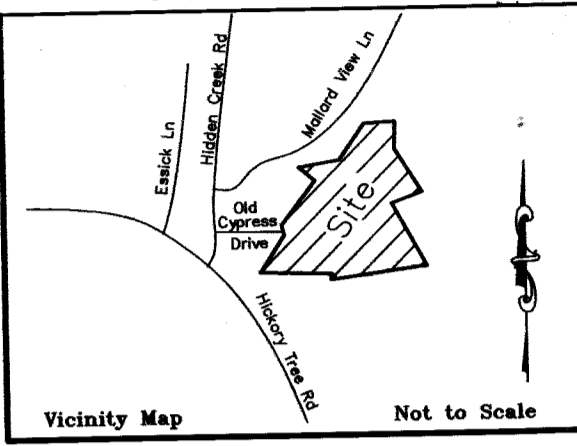 Essick Ln
Hidden Creek Rd
Mallard View Ln
Old
Cypress
Drive
Site
Hickory Tree Rd
Vicinity Map
Not to Scale